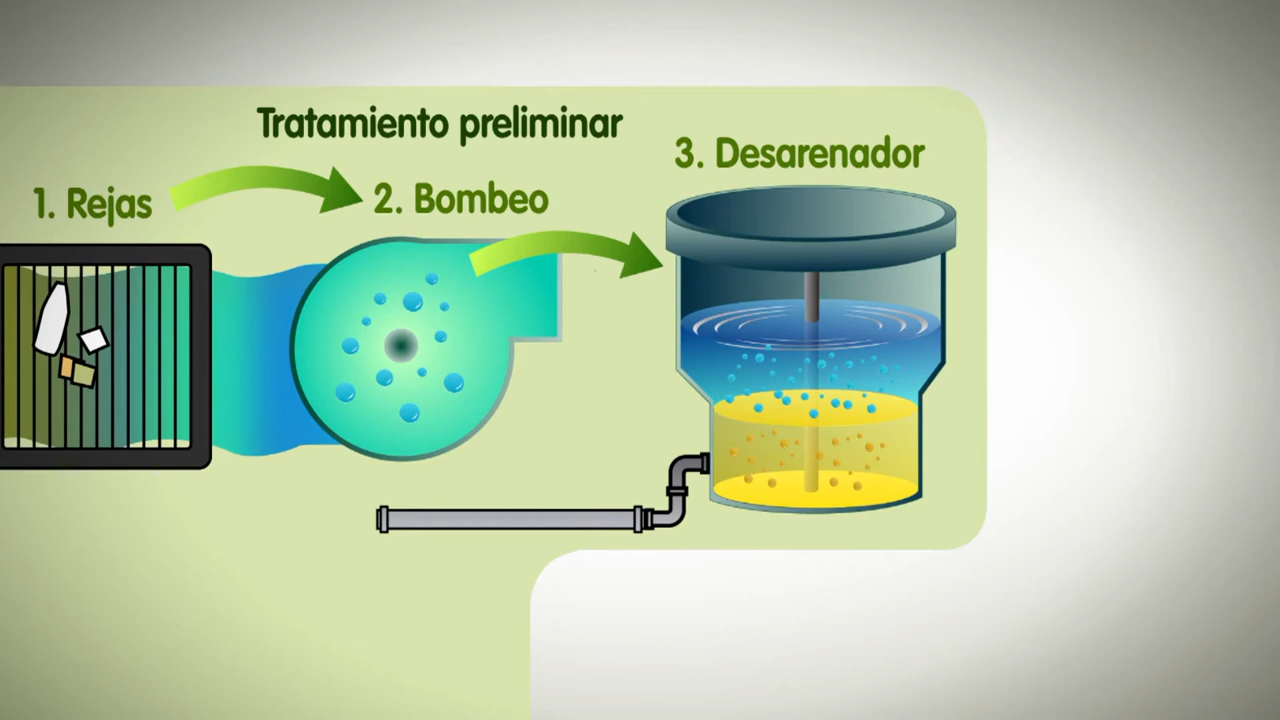 Tratamiento preliminar
1. Rejas
2. Bombeo
3. Desarenador